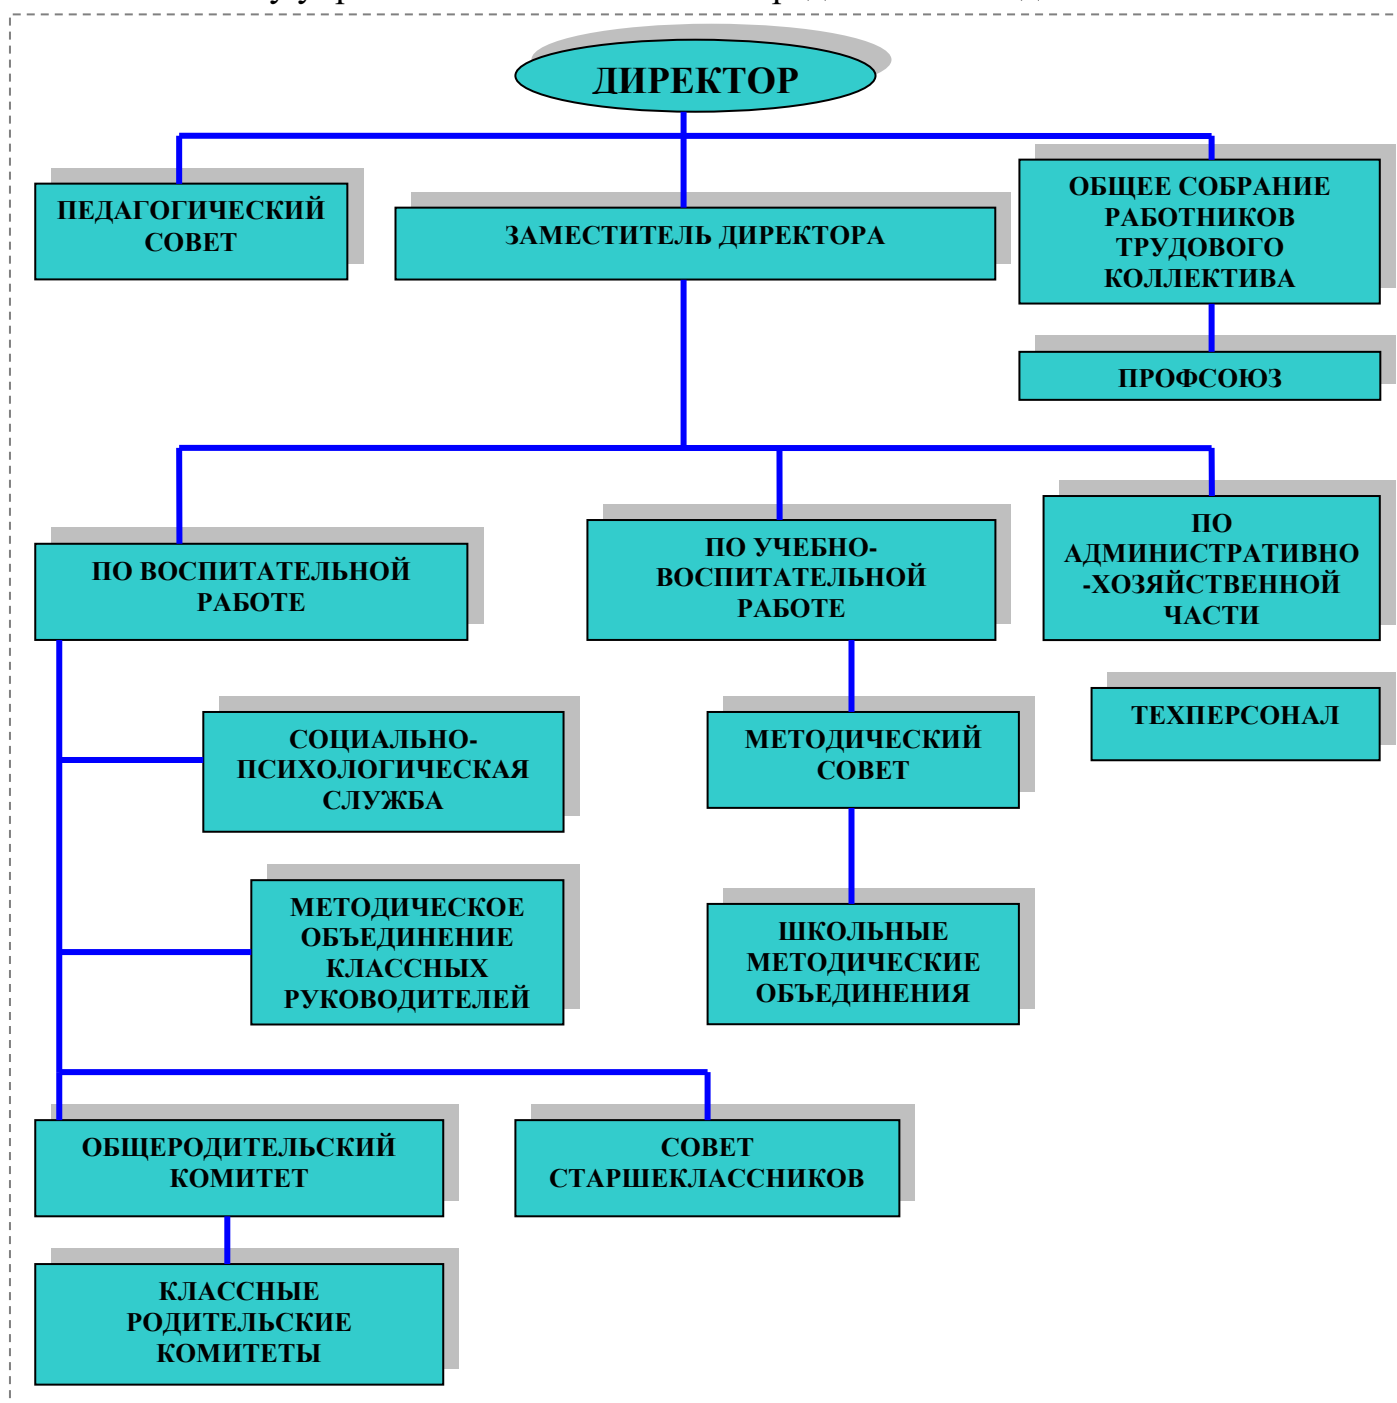 ДИРЕКТОР
ПЕДАГОГИЧЕСКИЙ
СОВЕТ
ЗАМЕСТИТЕЛЬ ДИРЕКТОРА
ОБЩЕЕ СОБРАНИЕ
РАБОТНИКОВ
ТРУДОВОГО
КОЛЛЕКТИВА
ПРОФСОЮЗ
ПО ВОСПИТАТЕЛЬНОЙ
РАБОТЕ
ПО УЧЕБНО-
ВОСПИТАТЕЛЬНОЙ
РАБОТЕ
ПО
АДМИНИСТРАТИВНО
-ХОЗЯЙСТВЕННОЙ
ЧАСТИ
СОЦИАЛЬНО-
ПСИХОЛОГИЧЕСКАЯ
СЛУЖБА
МЕТОДИЧЕСКИЙ
СОВЕТ
ТЕХПЕРСОНАЛ
МЕТОДИЧЕСКОЕ
ОБЪЕДИНЕНИЕ
КЛАССНЫХ
РУКОВОДИТЕЛЕЙ
ШКОЛЬНЫЕ
МЕТОДИЧЕСКИЕ
ОБЪЕДИНЕНИЯ
ОБЩЕРОДИТЕЛЬСКИЙ
КОМИТЕТ
СОВЕТ
СТАРШЕКЛАССНИКОВ
КЛАССНЫЕ
РОДИТЕЛЬСКИЕ
КОМИТЕТЫ